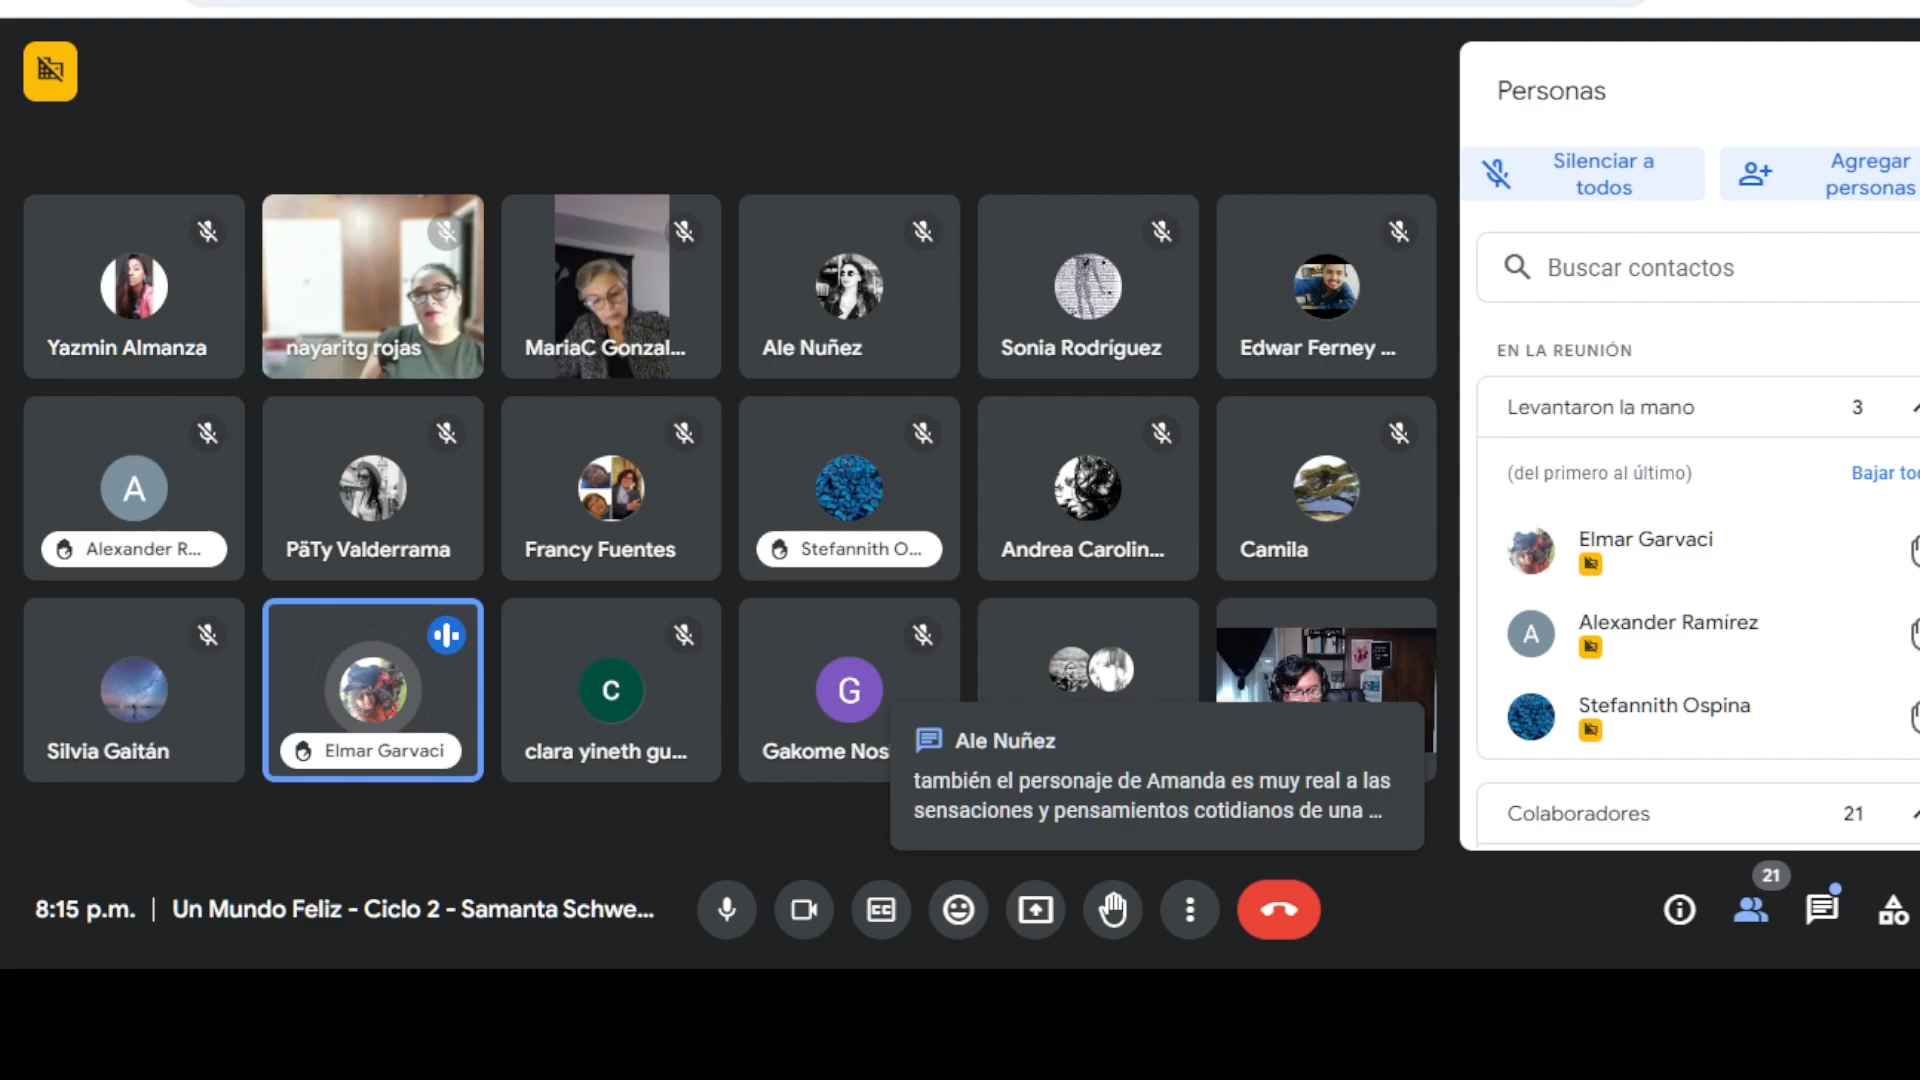 Personas
Silenciar a
todos
Agregar
personas
Buscar contactos
EN LA REUNIÓN
Levantaron la mano 3
(del primero al último) Bajar too
Elmar Garvaci
A Alexander Ramírez
Stefannith Ospina
Colaboradores 21
Yazmin Almanza
nayaritg rojas
MariaC Gonzal...
Ale Nuñez
Sonia Rodríguez
Edwar Ferney ...
A
Alexander R...
PäTy Valderrama
Francy Fuentes
Stefannith O...
Andrea Carolin...
Camila
Silvia Gaitán
Elmar Garvaci
c
clara yineth gu...
G
Gakome Nos
Ale Nuñez
también el personaje de Amanda es muy real a las
sensaciones y pensamientos cotidianos de una ...
8:15 p.m. | Un Mundo Feliz - Ciclo 2 - Samanta Schwe...
21